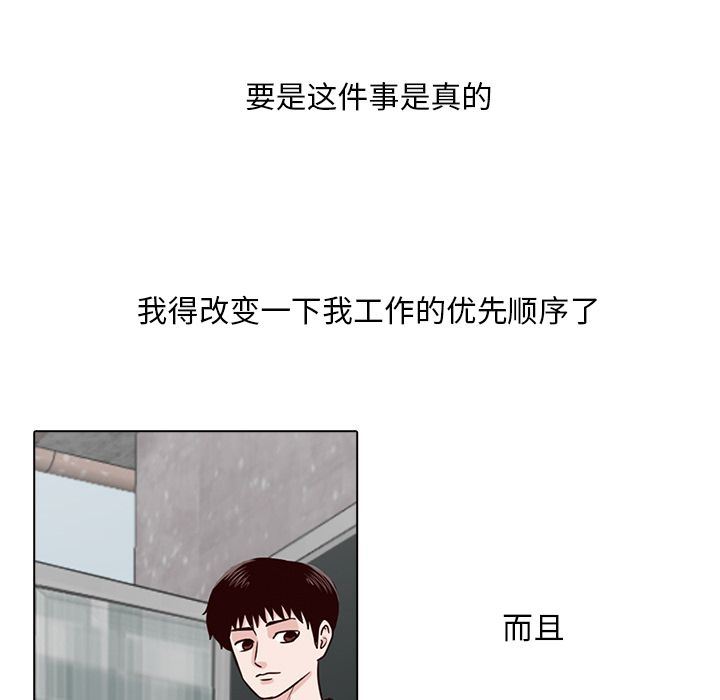 要是这件事是真的
我得改变一下我工作的优先顺序了
而且